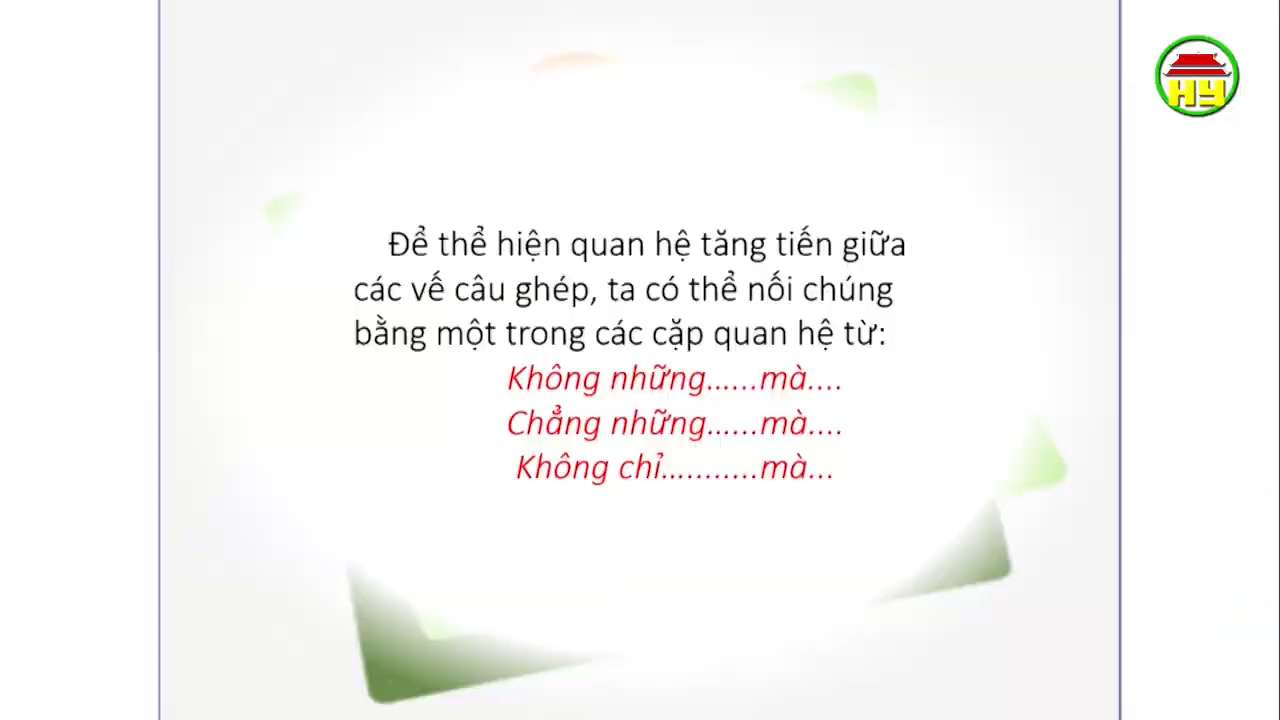 HY
Để thể hiện quan hệ tăng tiến giữa
các vế câu ghép, ta có thể nối chúng
bằng một trong các cặp quan hệ từ:
Không những......mà....
Chẳng những......mà....
Không chỉ...........mà...